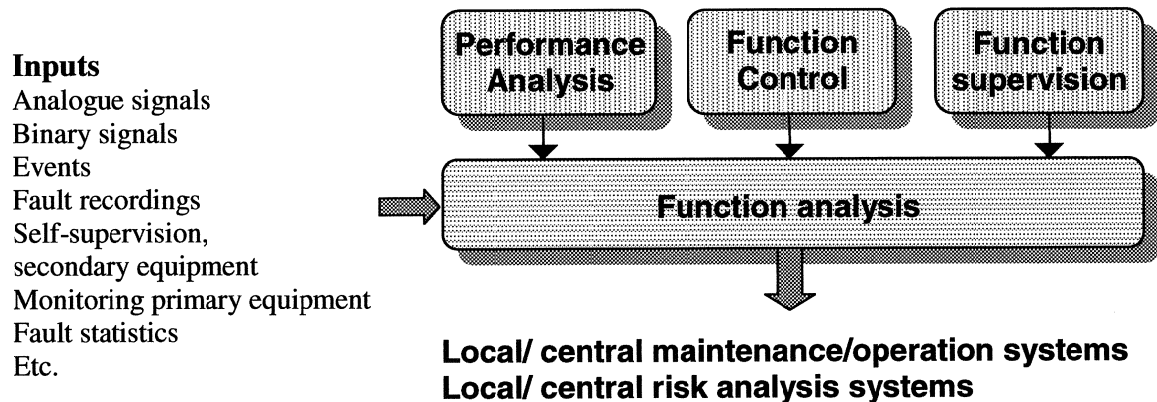 Inputs
Analogue signals
Binary signals
Events
Fault recordings
Self-supervision,
secondary equipment
Monitoring primary equipment
Fault statistics
Etc.
Performance
Analysis
Function
Control
Function
supervision
Function analysis
Local/ central maintenance/operation systems
Local/ central risk analysis systems